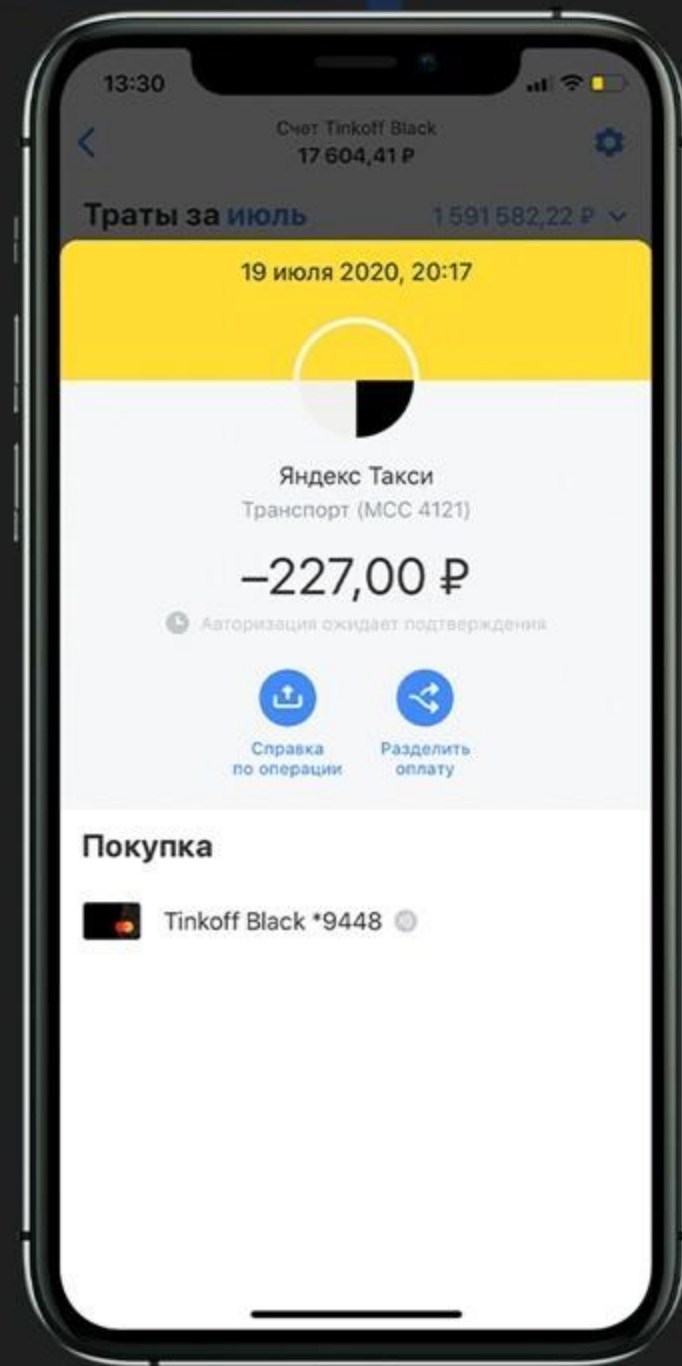 13:30
Счет Tinkoff Black
17 604,41 ₽
Траты за июль 1 591 582,22 ₽
19 июля 2020, 20:17
Яндекс Такси
Транспорт (МСС 4121)
–227,00 ₽
Авторизация ожидает подтверждения
Справка
по операции
Разделить
оплату
Покупка
Tinkoff Black *9448